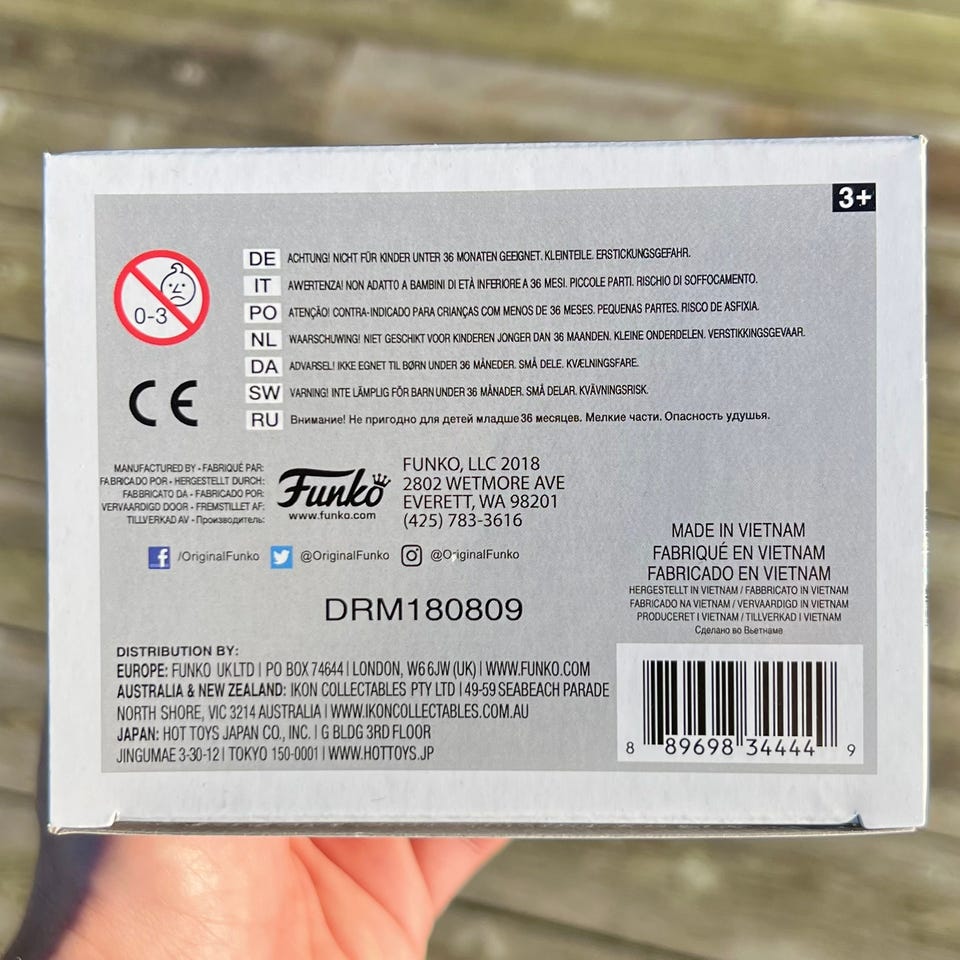 3+
0-3
CE
DE ACHTUNG! NICHT FÜR KINDER UNTER 36 MONATEN GEEIGNET. KLEINTEILE. ERSTICKUNGSGEFAHR.
IT AWERTENZA! NON ADATTO A BAMBINI DI ETÀ INFERIORE A 36 MESI. PICCOLE PARTI. RISCHIO DI SOFFOCAMENTO.
PO ATENÇÃO! CONTRA-INDICADO PARA CRIANÇAS COM MENOS DE 36 MESES. PEQUENAS PARTES. RISCO DE ASFIXIA.
NL WAARSCHUWING! NIET GESCHIKT VOOR KINDEREN JONGER DAN 36 MAANDEN. KLEINE ONDERDELEN. VERSTIKKINGSGEVAAR.
DA ADVARSEL! IKKE EGNET TIL BØRN UNDER 36 MÅNEDER. SMÅ DELE. KVÆLNINGSFARE.
SW VARNING! INTE LÄMPLIG FÖR BARN UNDER 36 MÅNADER. SMÅ DELAR. KVÄVNINGSRISK.
RU Внимание! Не пригодно для детей младше 36 месяцев. Мелкие части. Опасность удушья.
MANUFACTURED BY - FABRIQUÉ PAR:
FABRICADO POR - HERGESTELLT DURCH:
FABBRICATO DA - FABRICADO POR:
VERVAARDIGD DOOR - FREMSTILLET AF:
TILLVERKAD AV - Производитель:
Funko
www.funko.com
FUNKO, LLC 2018
2802 WETMORE AVE
EVERETT, WA 98201
(425) 783-3616
f /OriginalFunko @OriginalFunko @OriginalFunko
DRM180809
MADE IN VIETNAM
FABRIQUÉ EN VIETNAM
FABRICADO EN VIETNAM
HERGESTELLT IN VIETNAM / FABBRICATO IN VIETNAM
FABRICADO NA VIETNAM / VERVAARDIGD IN VIETNAM
PRODUCERET I VIETNAM / TILLVERKAD I VIETNAM
Сделано во Вьетнаме
DISTRIBUTION BY:
EUROPE: FUNKO UK LTD | PO BOX 74644 | LONDON, W6 6JW (UK) | WWW.FUNKO.COM
AUSTRALIA & NEW ZEALAND: IKON COLLECTABLES PTY LTD | 49-59 SEABEACH PARADE
NORTH SHORE, VIC 3214 AUSTRALIA | WWW.IKONCOLLECTABLES.COM.AU
JAPAN: HOT TOYS JAPAN CO., INC. | G BLDG 3RD FLOOR
JINGUMAE 3-30-12 | TOKYO 150-0001 | WWW.HOTTOYS.JP
8 89698 34444 9